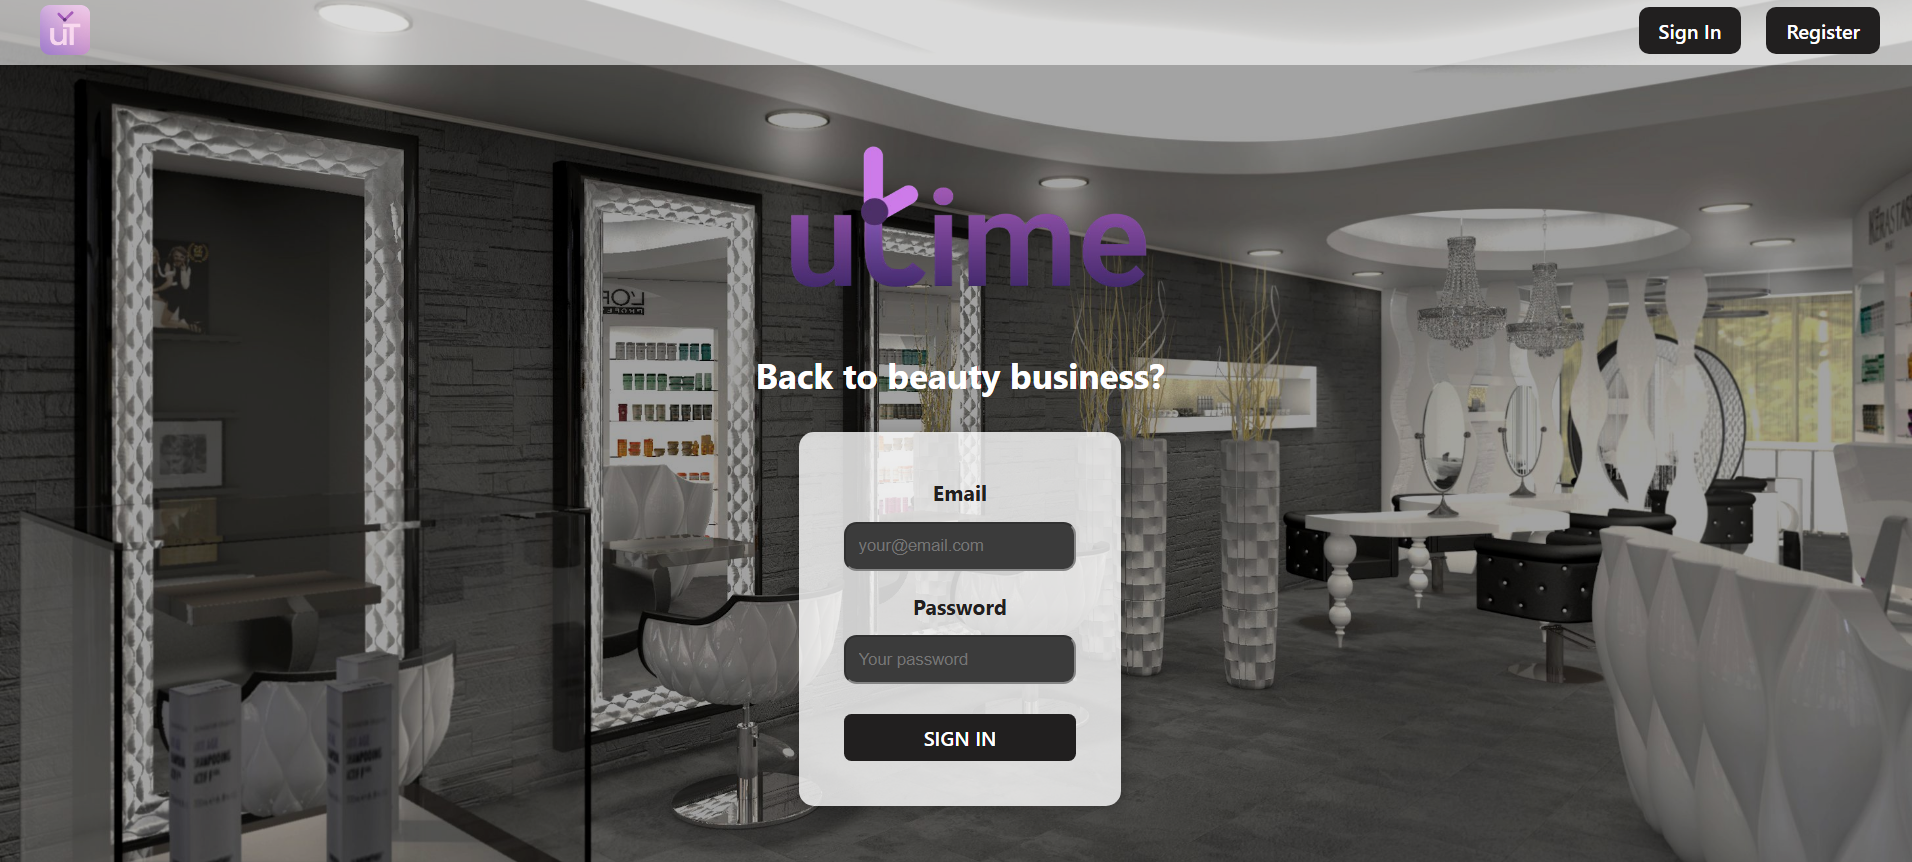 uT
Sign In
Register
utime
Back to beauty business?
Email
your@email.com
Password
Your password
SIGN IN